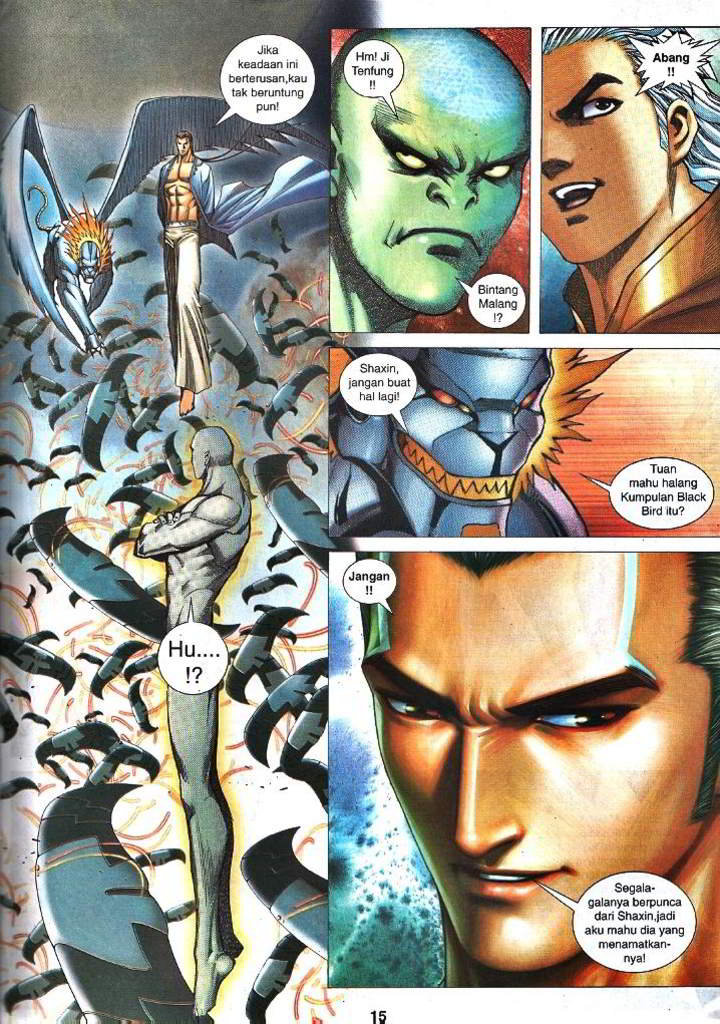 Jika
keadaan ini
berterusan,kau
tak beruntung
pun!
Hu....
!?
Hm! Ji
Tenfung
!!
Bintang
Malang
!?
Abang
!!
Shaxin,
jangan buat
hal lagi!
Tuan
mahu halang
Kumpulan Black
Bird itu?
Jangan
!!
Segala-
galanya berpunca
dari Shaxin,jadi
aku mahu dia yang
menamatkan-
nya!
15